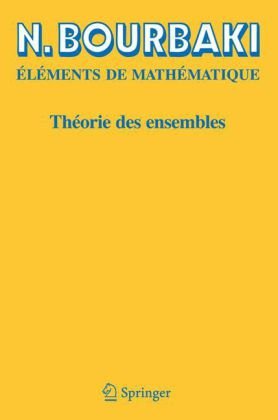 N. BOURBAKI
ÉLÉMENTS DE MATHÉMATIQUE
Théorie des ensembles
Springer